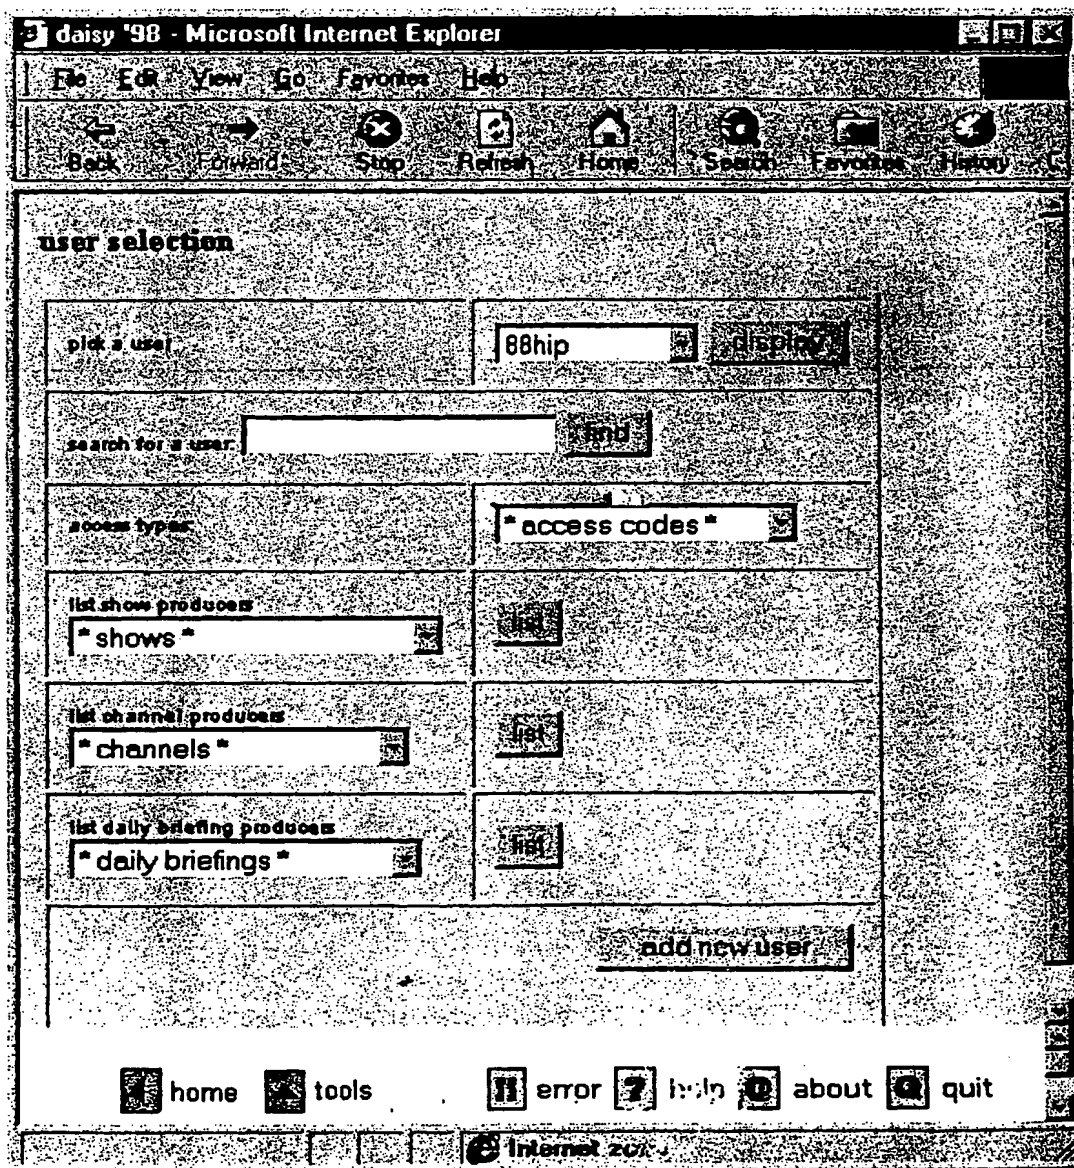 daisy '98 - Microsoft Internet Explorer
File Edit View Go Favorites Help
Back Forward Stop Refresh Home Search Favorites History
user selection
pick a user
88hip display
search for a user: find
access types:
* access codes *
list show producers
* shows * list
list channel producers
* channels * list
list daily briefing producers
* daily briefings * list
add new user
home tools error help about quit
Internet zone